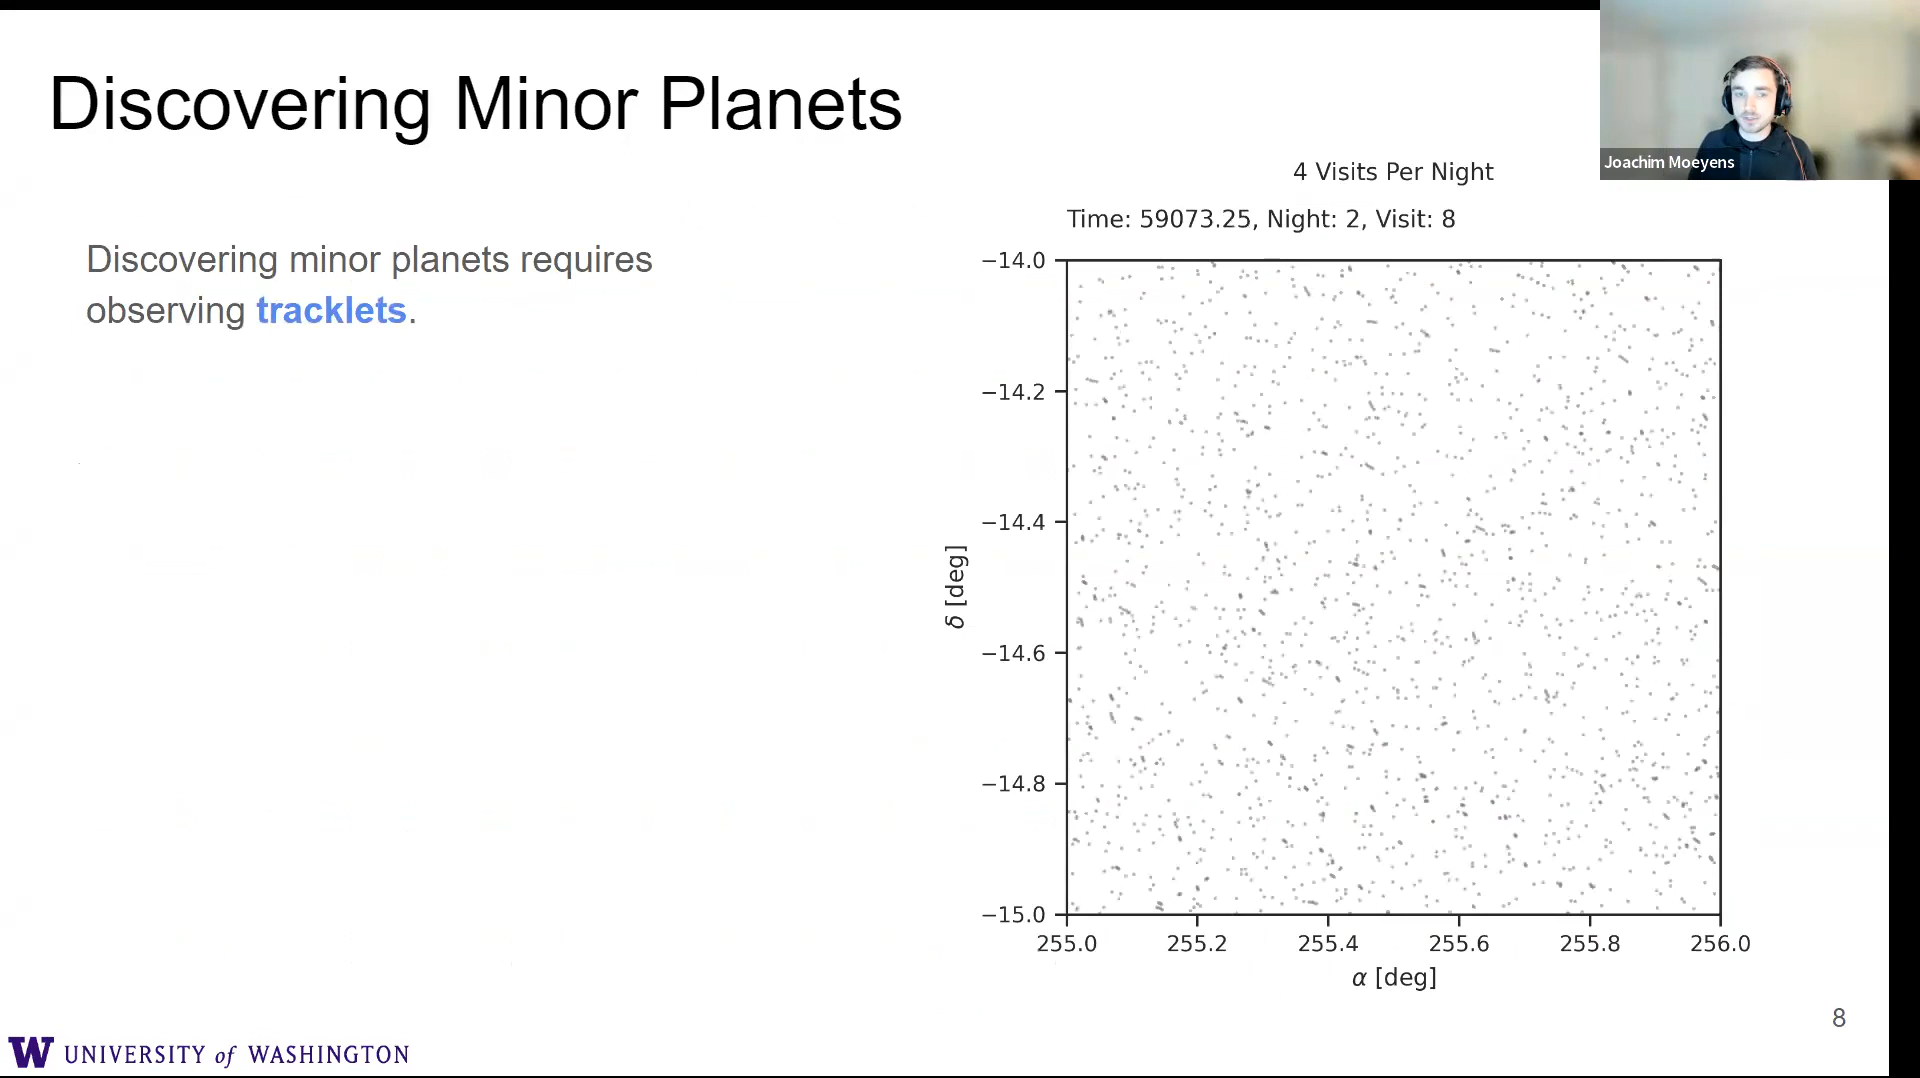 Discovering Minor Planets
Joachim Moeyens
4 Visits Per Night
Time: 59073.25, Night: 2, Visit: 8
Discovering minor planets requires
observing tracklets.
−14.0
−14.2
−14.4
−14.6
−14.8
−15.0
δ [deg]
255.0 255.2 255.4 255.6 255.8 256.0
α [deg]
8
W UNIVERSITY of WASHINGTON